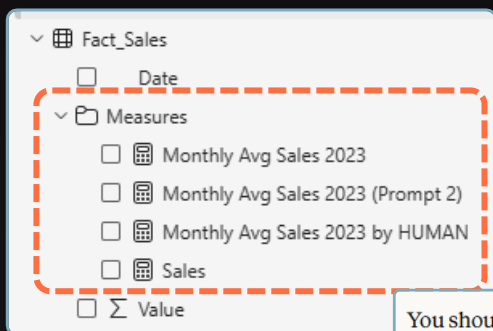 Fact_Sales
Date
Measures
Monthly Avg Sales 2023
Monthly Avg Sales 2023 (Prompt 2)
Monthly Avg Sales 2023 by HUMAN
Sales
Value
You